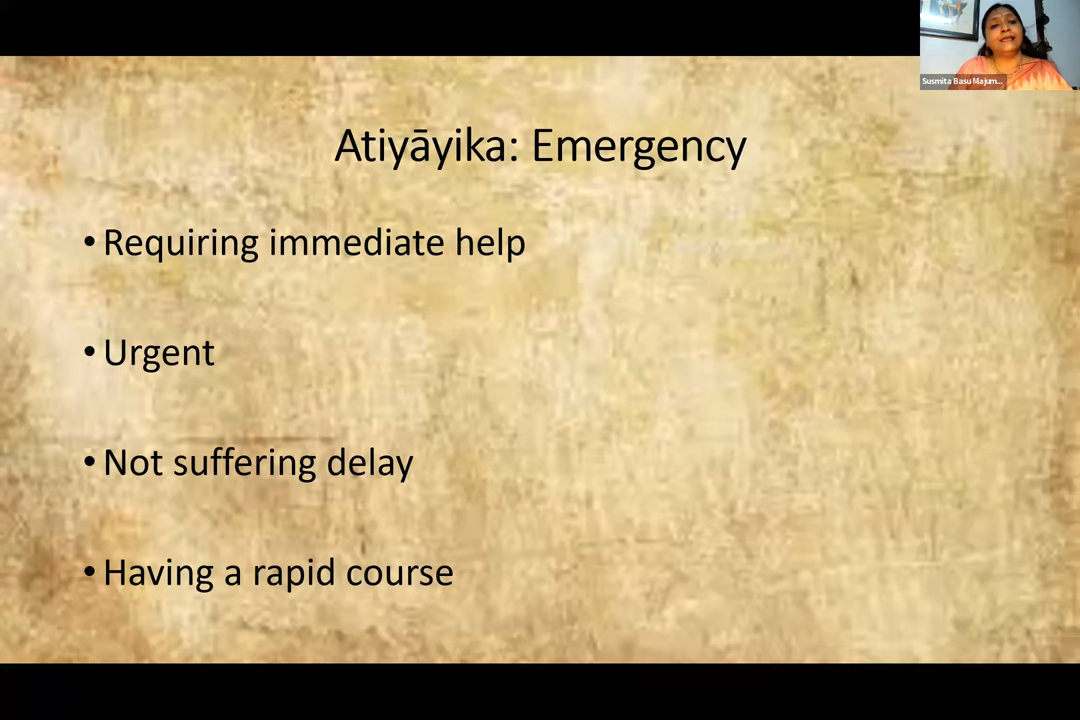 Susmita Basu Majum...
Atiyāyika: Emergency
• Requiring immediate help
• Urgent
• Not suffering delay
• Having a rapid course